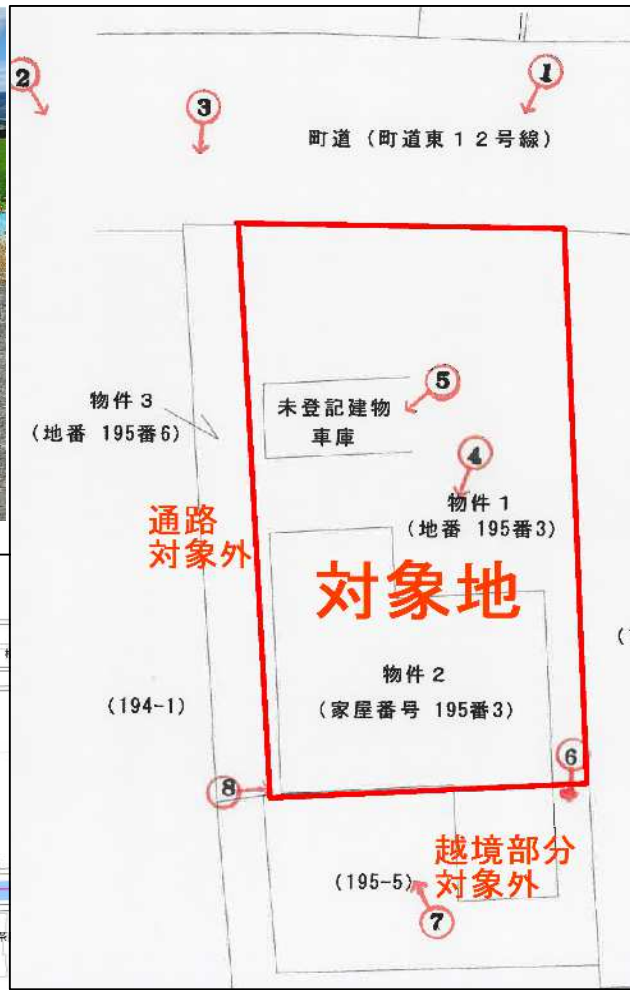 ②
③
①
町道（町道東１２号線）
⑤
物件３
（地番 195番6）
未登記建物
車庫
④
物件１
（地番 195番3）
通路
対象外
対象地
物件２
（家屋番号 195番3）
（194-1）
⑥
⑧
越境部分
対象外
（195-5）
⑦